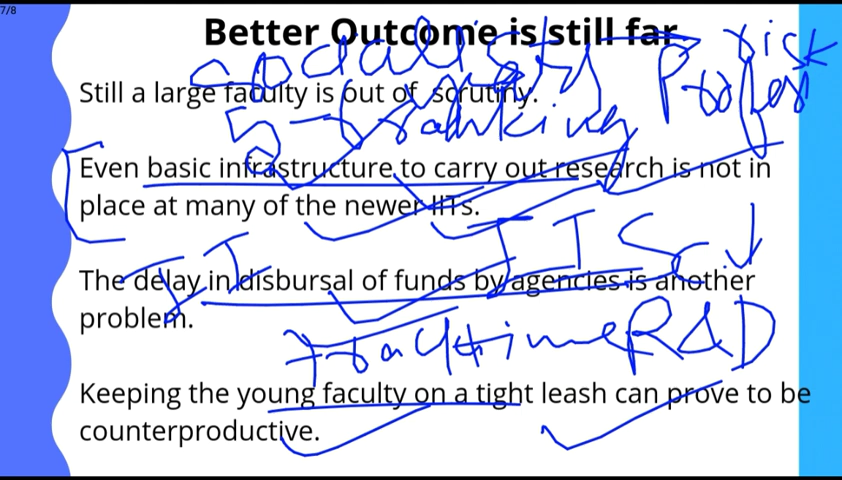 7/8
Better Outcome is still far
Still a large faculty is out of scrutiny.
Even basic infrastructure to carry out research is not in
place at many of the newer IITs.
The delay in disbursal of funds by agencies is another
problem.
R&D
Keeping the young faculty on a tight leash can prove to be
counterproductive.